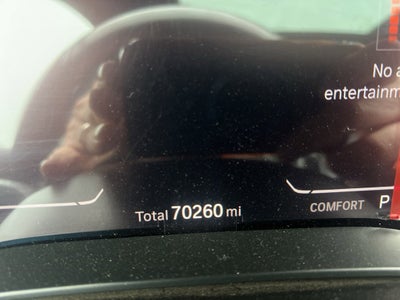 No
entertainm
Total 70260 mi
COMFORT P